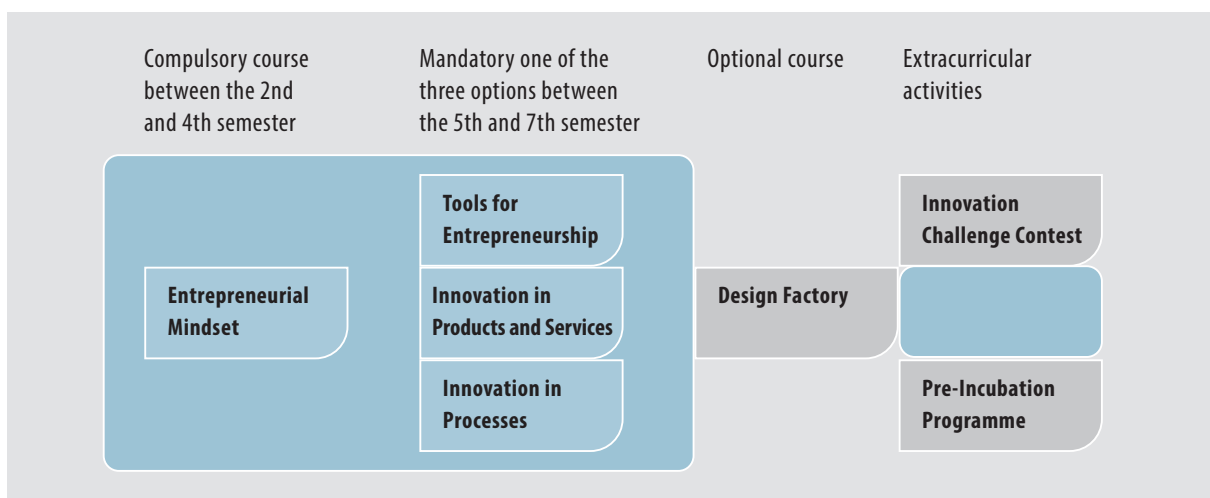 Compulsory course
between the 2nd
and 4th semester
Mandatory one of the
three options between
the 5th and 7th semester
Optional course
Extracurricular
activities
Entrepreneurial
Mindset
Tools for
Entrepreneurship
Innovation in
Products and Services
Innovation in
Processes
Design Factory
Innovation
Challenge Contest
Pre-Incubation
Programme